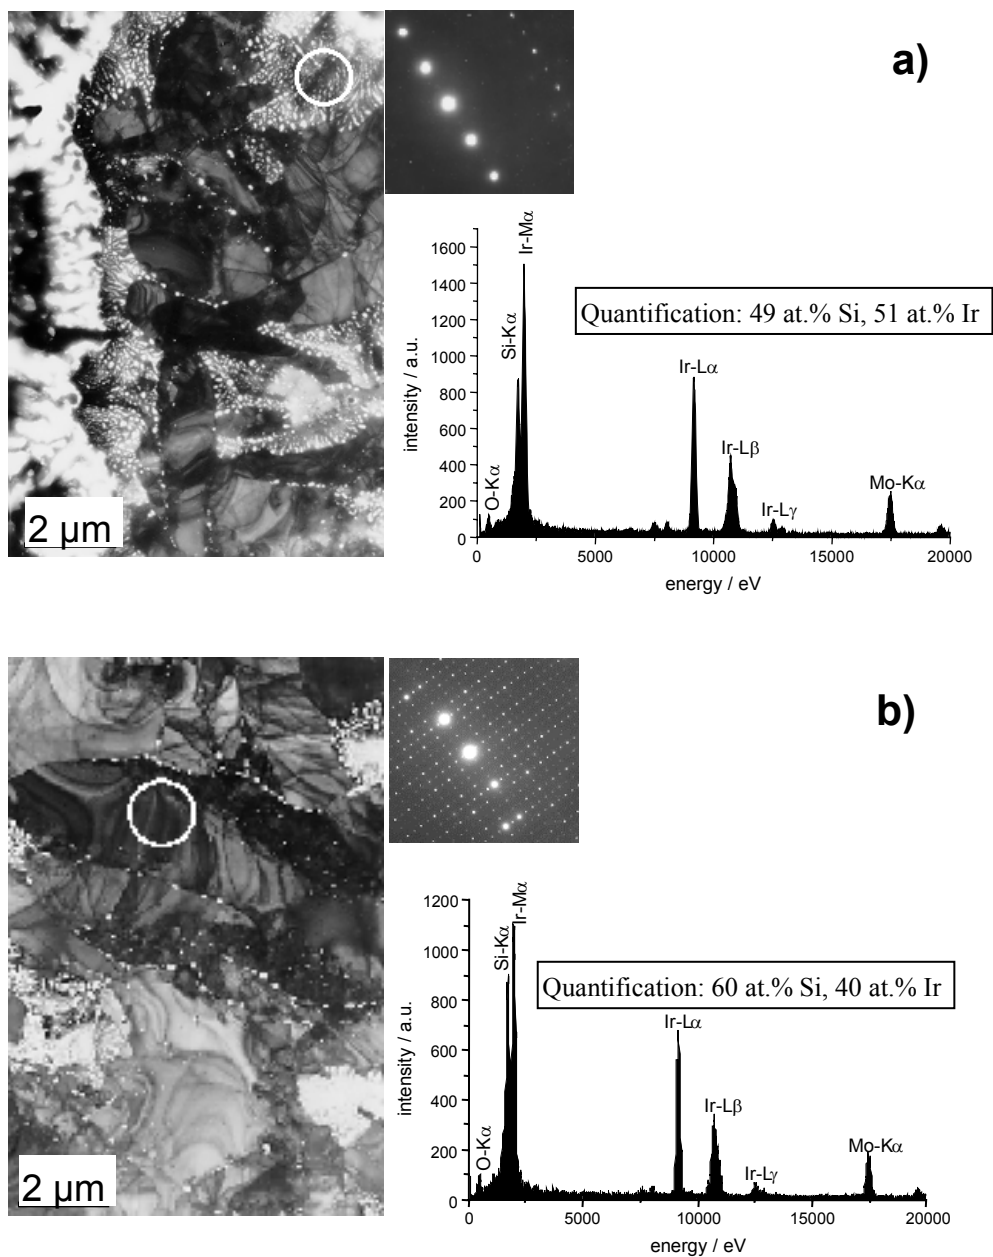 a)
2 µm
Ir-Mα
Si-Kα
O-Kα
Ir-Lα
Ir-Lβ
Ir-Lγ
Mo-Kα
Quantification: 49 at.% Si, 51 at.% Ir
intensity / a.u.
1600
1400
1200
1000
800
600
400
200
0
0 5000 10000 15000 20000
energy / eV
b)
2 µm
Ir-Mα
Si-Kα
O-Kα
Ir-Lα
Ir-Lβ
Ir-Lγ
Mo-Kα
Quantification: 60 at.% Si, 40 at.% Ir
intensity / a.u.
1200
1000
800
600
400
200
0
0 5000 10000 15000 20000
energy / eV